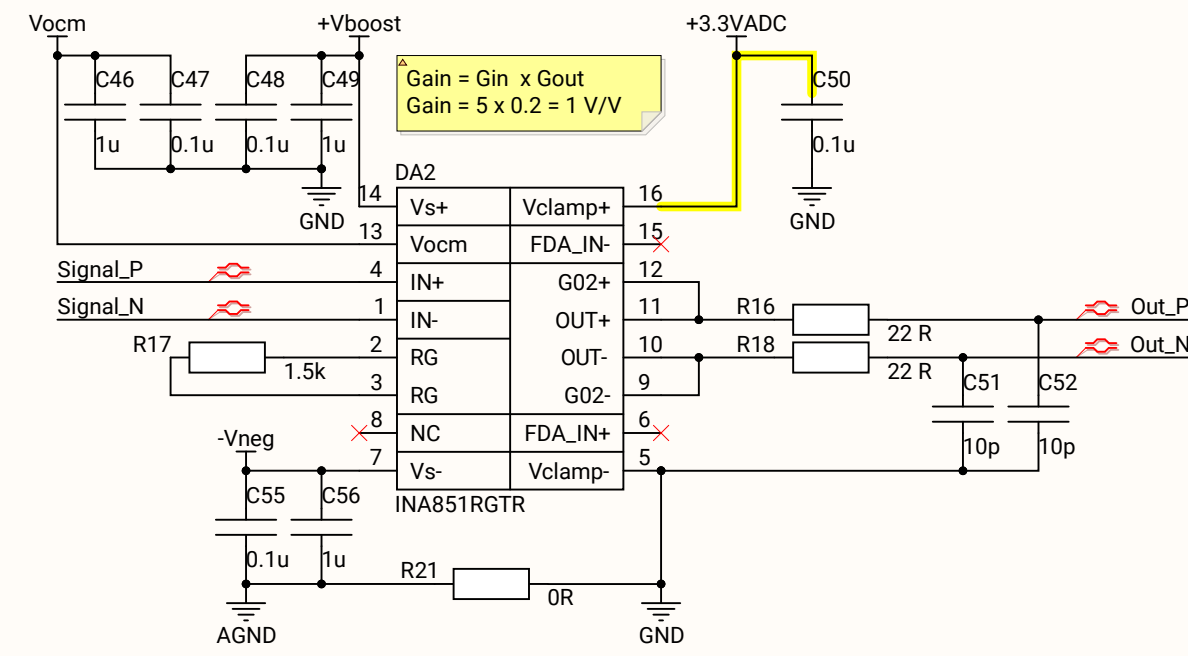 Vocm
+Vboost
+3.3VADC
C46
C47
C48
C49
C50
Gain = Gin x Gout
Gain = 5 x 0.2 = 1 V/V
1u
0.1u
0.1u
1u
0.1u
GND
GND
DA2
14
Vs+
Vclamp+
16
13
Vocm
FDA_IN-
15
Signal_P
4
IN+
G02+
12
Signal_N
1
IN-
OUT+
11
R16
22 R
Out_P
R17
1.5k
2
RG
OUT-
10
R18
22 R
Out_N
3
RG
G02-
9
C51
C52
8
NC
FDA_IN+
6
10p
10p
-Vneg
7
Vs-
Vclamp-
5
INA851RGTR
C55
C56
0.1u
1u
R21
0R
AGND
GND